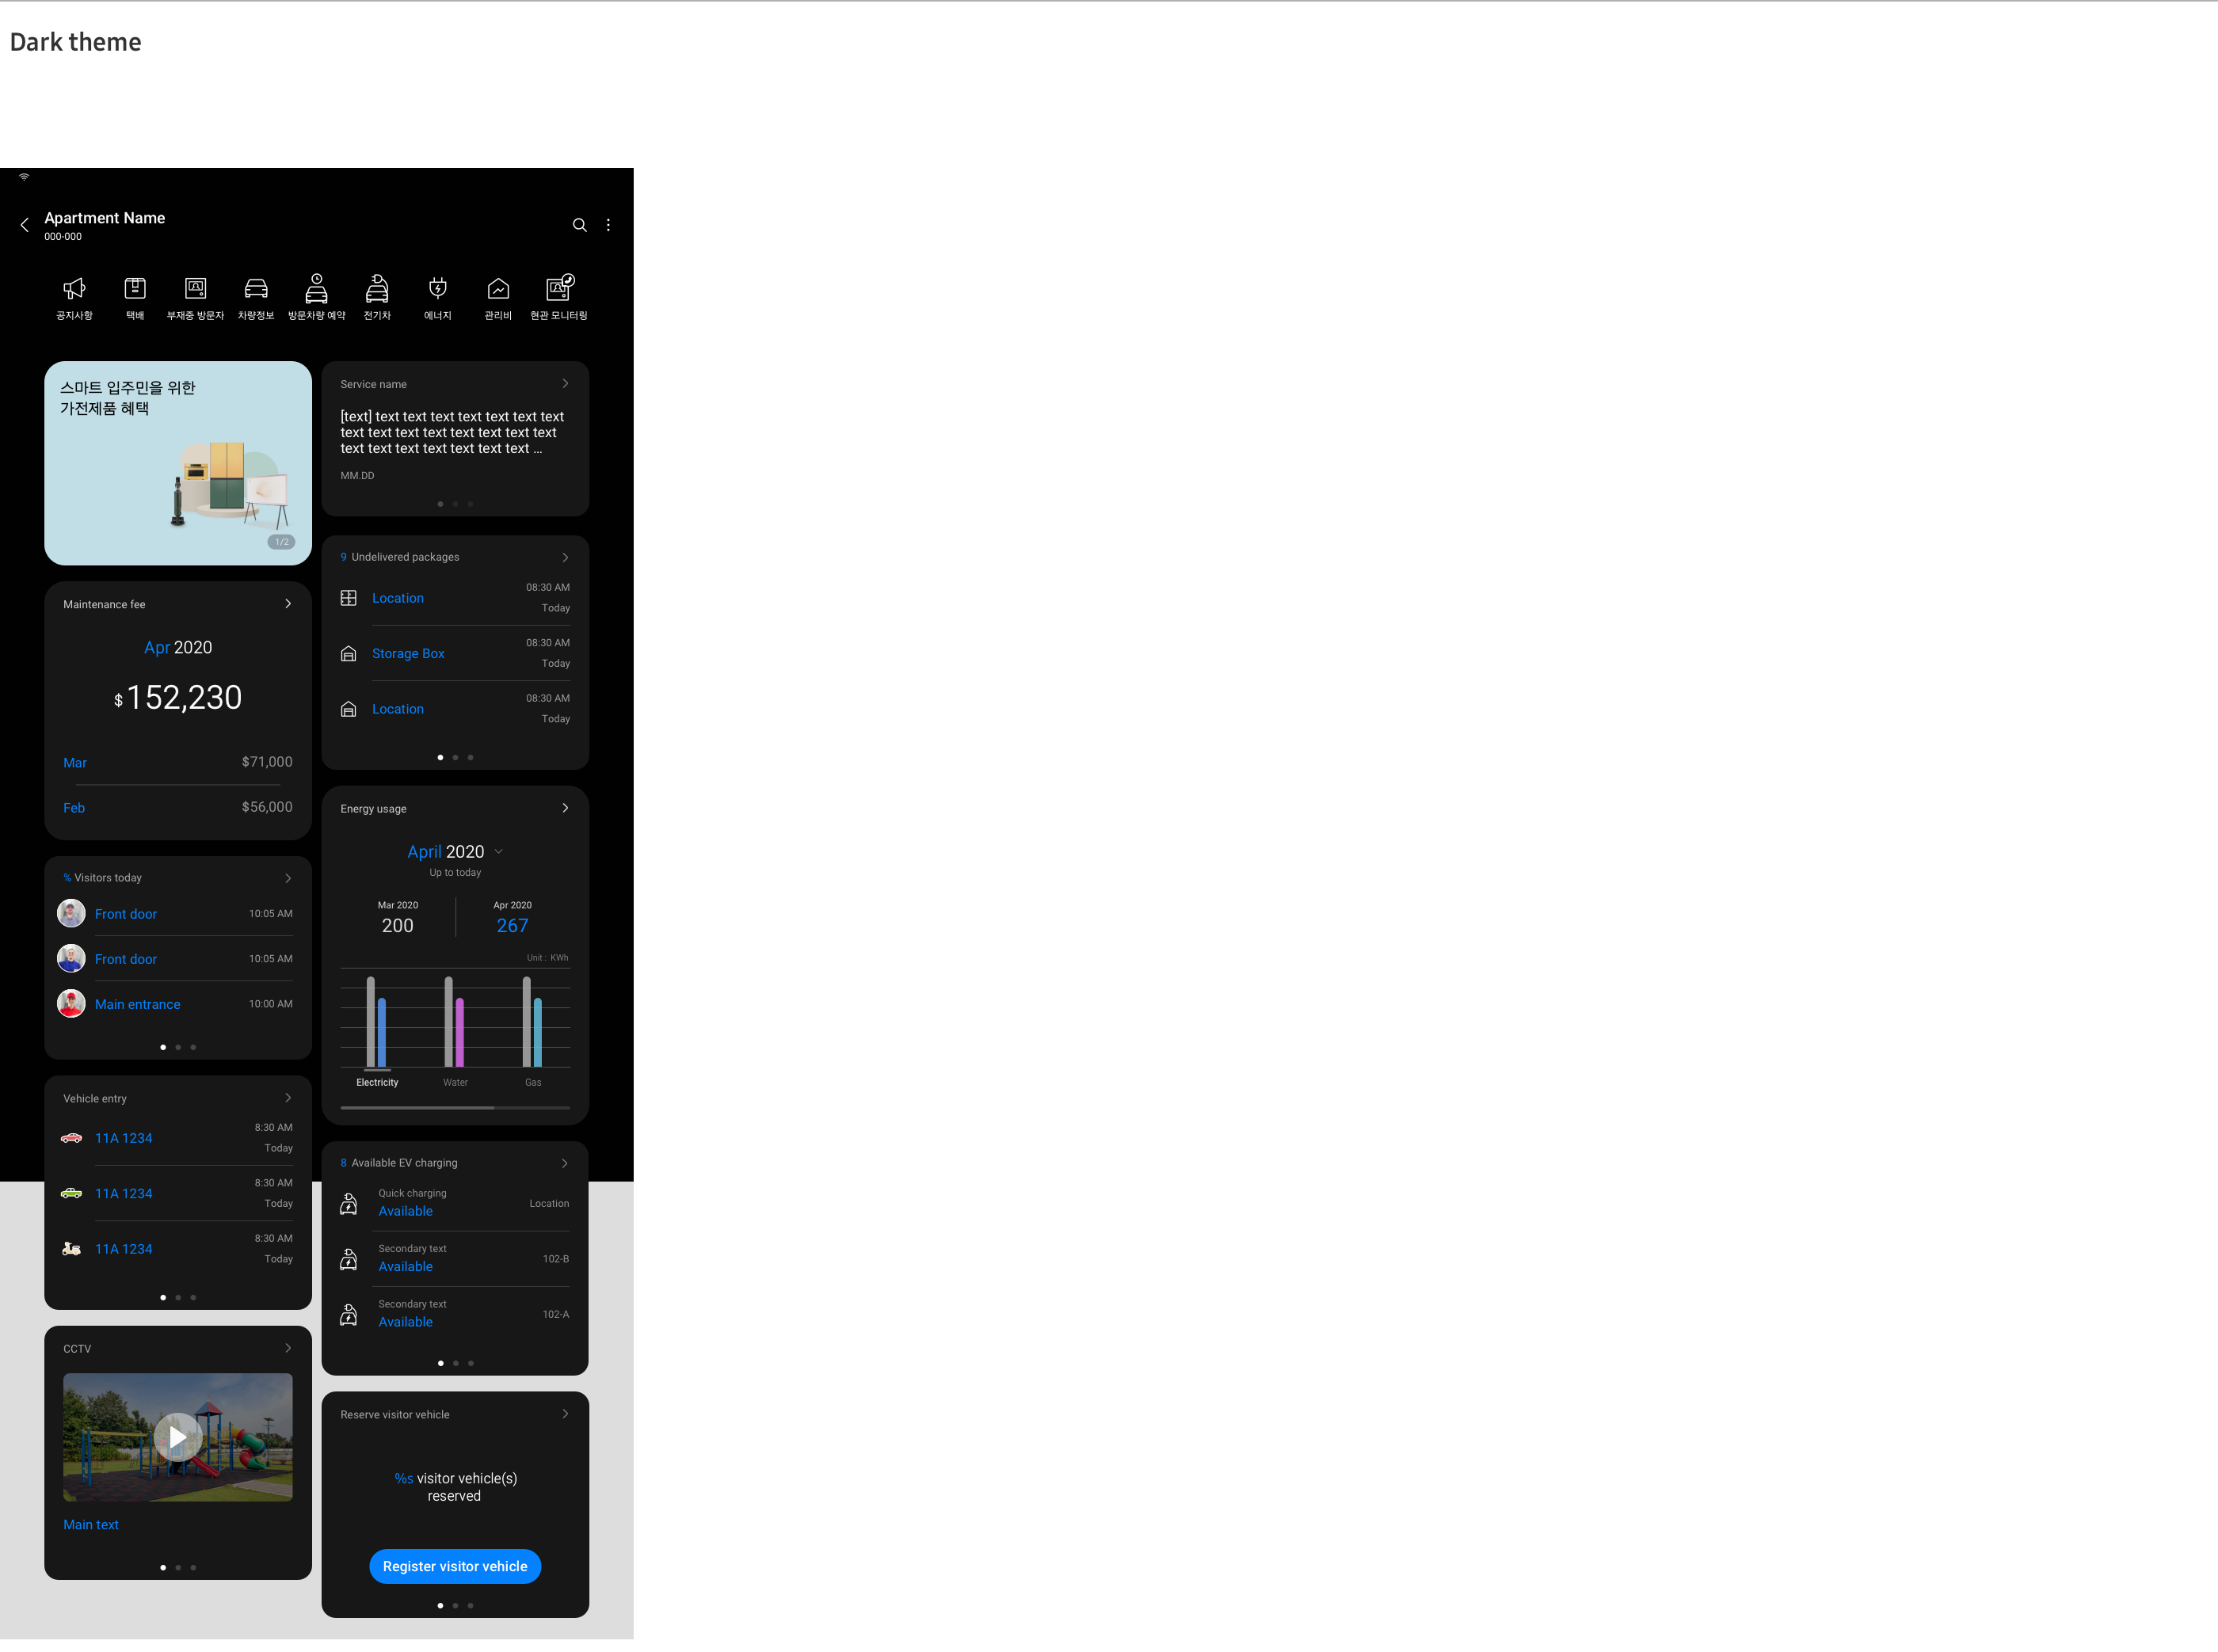 Dark theme
Apartment Name
000-000
공지사항
택배
부재중 방문자
차량정보
방문차량 예약
전기차
에너지
관리비
현관 모니터링
스마트 입주민을 위한
가전제품 혜택
1/2
Maintenance fee
Apr 2020
$152,230
Mar $71,000
Feb $56,000
% Visitors today
Front door 10:05 AM
Front door 10:05 AM
Main entrance 10:00 AM
Vehicle entry
11A 1234 8:30 AM
Today
11A 1234 8:30 AM
Today
11A 1234 8:30 AM
Today
CCTV
Main text
Service name
[text] text text text text text text text
text text text text text text text text
text text text text text text text ...
MM.DD
9 Undelivered packages
Location 08:30 AM
Today
Storage Box 08:30 AM
Today
Location 08:30 AM
Today
Energy usage
April 2020
Up to today
Mar 2020 Apr 2020
200 267
Unit : KWh
Electricity Water Gas
8 Available EV charging
Quick charging
Available Location
Secondary text
Available 102-B
Secondary text
Available 102-A
Reserve visitor vehicle
%s visitor vehicle(s)
reserved
Register visitor vehicle